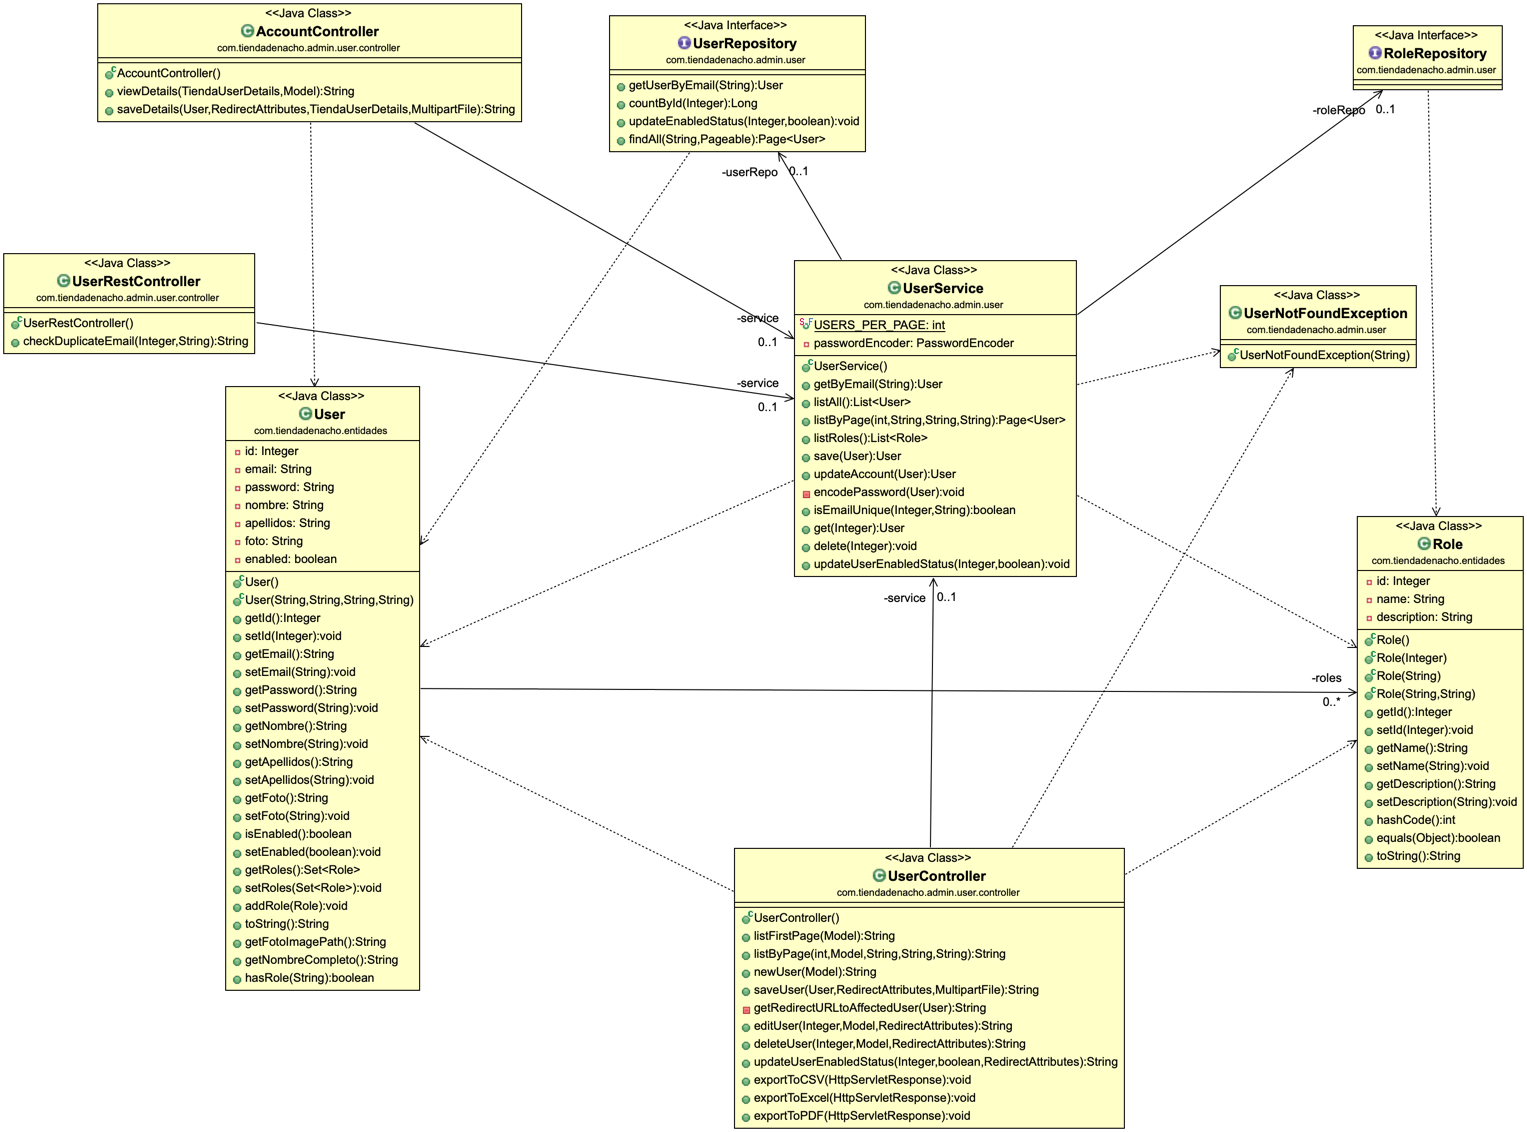 <<Java Class>>
AccountController
com.tiendadenacho.admin.user.controller
AccountController()
viewDetails(TiendaUserDetails,Model):String
saveDetails(User,RedirectAttributes,TiendaUserDetails,MultipartFile):String
<<Java Interface>>
UserRepository
com.tiendadenacho.admin.user
getUserByEmail(String):User
countById(Integer):Long
updateEnabledStatus(Integer,boolean):void
findAll(String,Pageable):Page<User>
<<Java Interface>>
RoleRepository
com.tiendadenacho.admin.user
-roleRepo 0..1
-userRepo 0..1
<<Java Class>>
UserRestController
com.tiendadenacho.admin.user.controller
UserRestController()
checkDuplicateEmail(Integer,String):String
-service
0..1
-service
0..1
<<Java Class>>
UserService
com.tiendadenacho.admin.user
USERS_PER_PAGE: int
passwordEncoder: PasswordEncoder
UserService()
getByEmail(String):User
listAll():List<User>
listByPage(int,String,String,String):Page<User>
listRoles():List<Role>
save(User):User
updateAccount(User):User
encodePassword(User):void
isEmailUnique(Integer,String):boolean
get(Integer):User
delete(Integer):void
updateUserEnabledStatus(Integer,boolean):void
<<Java Class>>
UserNotFoundException
com.tiendadenacho.admin.user
UserNotFoundException(String)
<<Java Class>>
User
com.tiendadenacho.entidades
id: Integer
email: String
password: String
nombre: String
apellidos: String
foto: String
enabled: boolean
User()
User(String,String,String,String)
getId():Integer
setId(Integer):void
getEmail():String
setEmail(String):void
getPassword():String
setPassword(String):void
getNombre():String
setNombre(String):void
getApellidos():String
setApellidos(String):void
getFoto():String
setFoto(String):void
isEnabled():boolean
setEnabled(boolean):void
getRoles():Set<Role>
setRoles(Set<Role>):void
addRole(Role):void
toString():String
getFotoImagePath():String
getNombreCompleto():String
hasRole(String):boolean
-service 0..1
-roles
0..*
<<Java Class>>
Role
com.tiendadenacho.entidades
id: Integer
name: String
description: String
Role()
Role(Integer)
Role(String)
Role(String,String)
getId():Integer
setId(Integer):void
getName():String
setName(String):void
getDescription():String
setDescription(String):void
hashCode():int
equals(Object):boolean
toString():String
<<Java Class>>
UserController
com.tiendadenacho.admin.user.controller
UserController()
listFirstPage(Model):String
listByPage(int,Model,String,String,String):String
newUser(Model):String
saveUser(User,RedirectAttributes,MultipartFile):String
getRedirectURLtoAffectedUser(User):String
editUser(Integer,Model,RedirectAttributes):String
deleteUser(Integer,Model,RedirectAttributes):String
updateUserEnabledStatus(Integer,boolean,RedirectAttributes):String
exportToCSV(HttpServletResponse):void
exportToExcel(HttpServletResponse):void
exportToPDF(HttpServletResponse):void